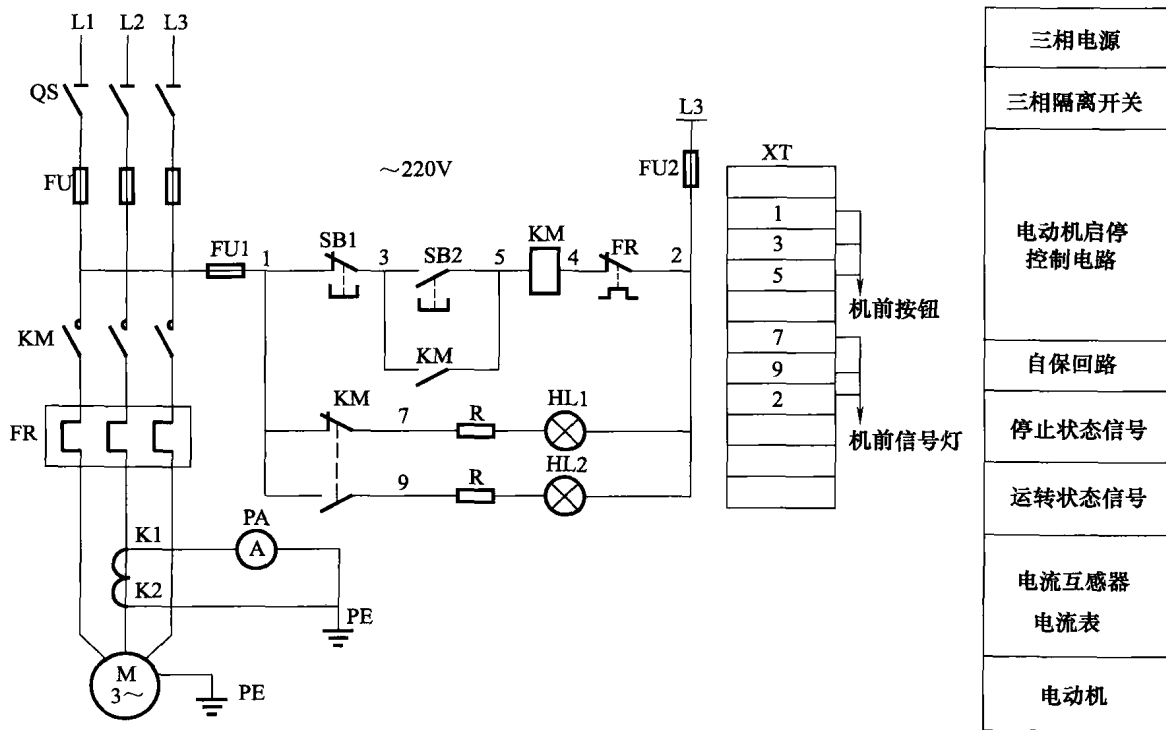 L1 L2 L3
QS
FU
FU1
~220V
L3
FU2
1
SB1
3
SB2
5
KM
4
FR
2
KM
KM
KM
7
R
HL1
9
R
HL2
FR
K1
K2
PA
A
PE
M
3~
PE
XT
1
3
5
机前按钮
7
9
2
机前信号灯
三相电源
三相隔离开关
电动机启停
控制电路
自保回路
停止状态信号
运转状态信号
电流互感器
电流表
电动机